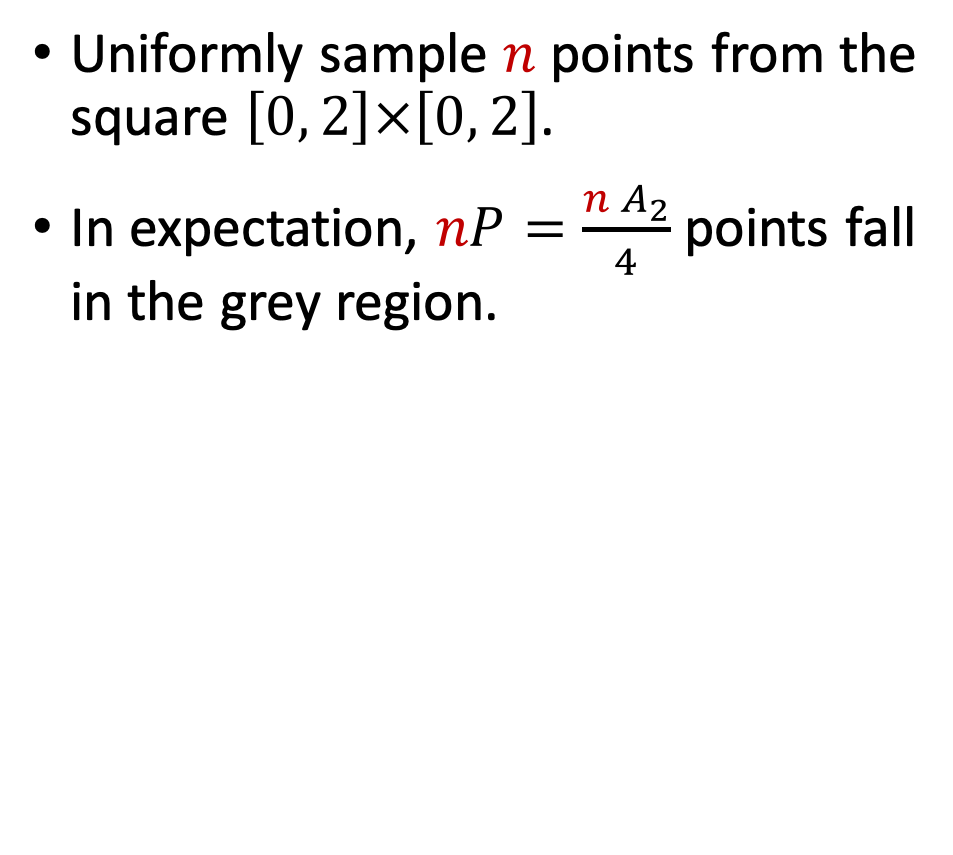 • Uniformly sample n points from the
square [0, 2]×[0, 2].
• In expectation, nP = n A₂ / 4 points fall
in the grey region.